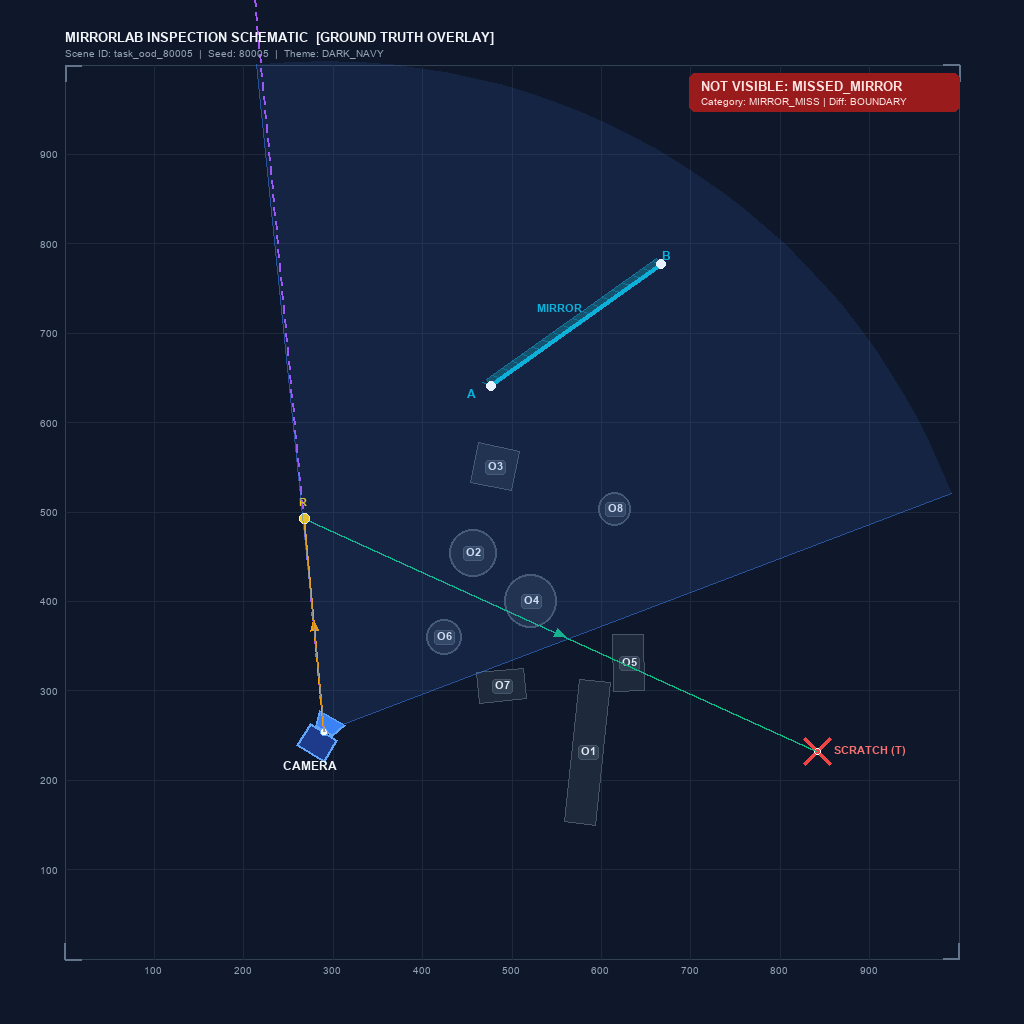 MIRRORLAB INSPECTION SCHEMATIC  [GROUND TRUTH OVERLAY]
Scene ID: task_ood_80005  |  Seed: 80005  |  Theme: DARK_NAVY
NOT VISIBLE: MISSED_MIRROR
Category: MIRROR_MISS | Diff: BOUNDARY
900
800
B
MIRROR
700
A
600
O3
R
500
O8
O2
400
O4
O6
O5
300
O7
O1
SCRATCH (T)
CAMERA
200
100
100 200 300 400 500 600 700 800 900